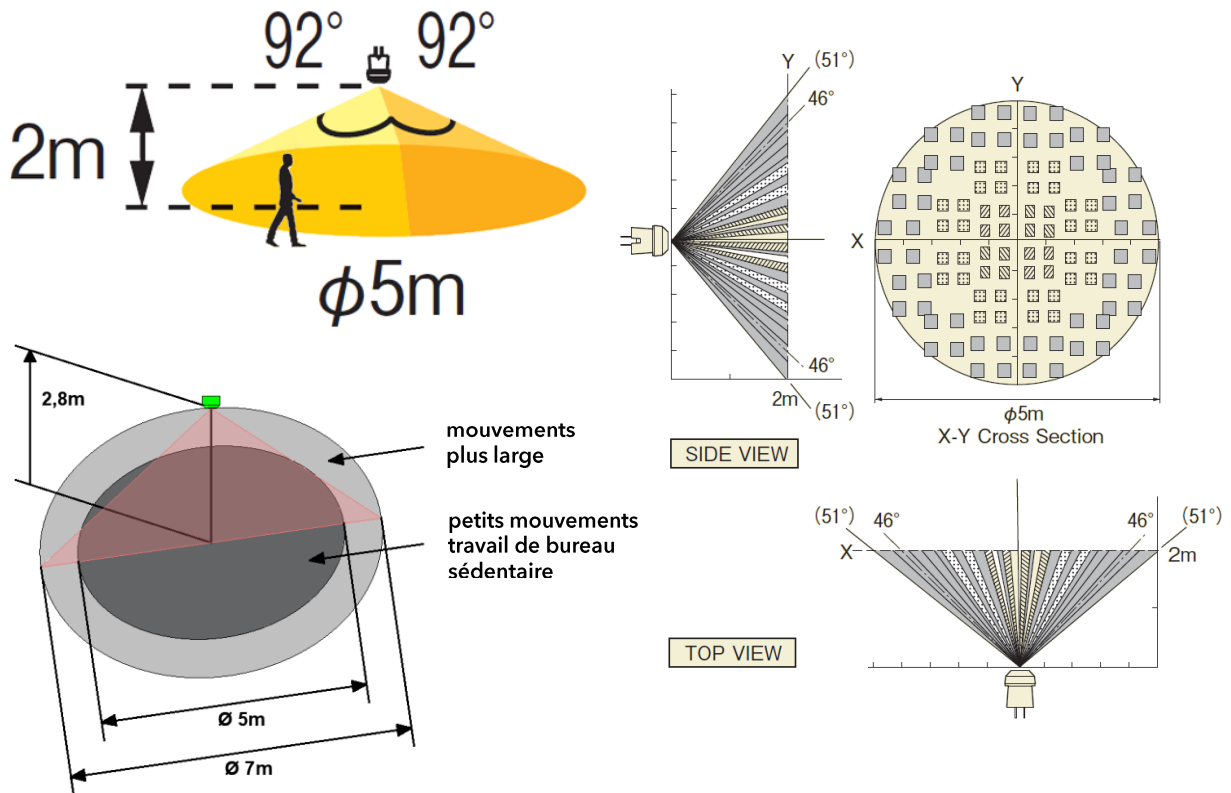 92° 92°
2m
φ5m
2,8m
mouvements
plus large
petits mouvements
travail de bureau
sédentaire
Ø 5m
Ø 7m
Y
(51°)
46°
46°
2m
(51°)
SIDE VIEW
Y
X
φ5m
X-Y Cross Section
(51°)
46°
46°
(51°)
X
2m
TOP VIEW